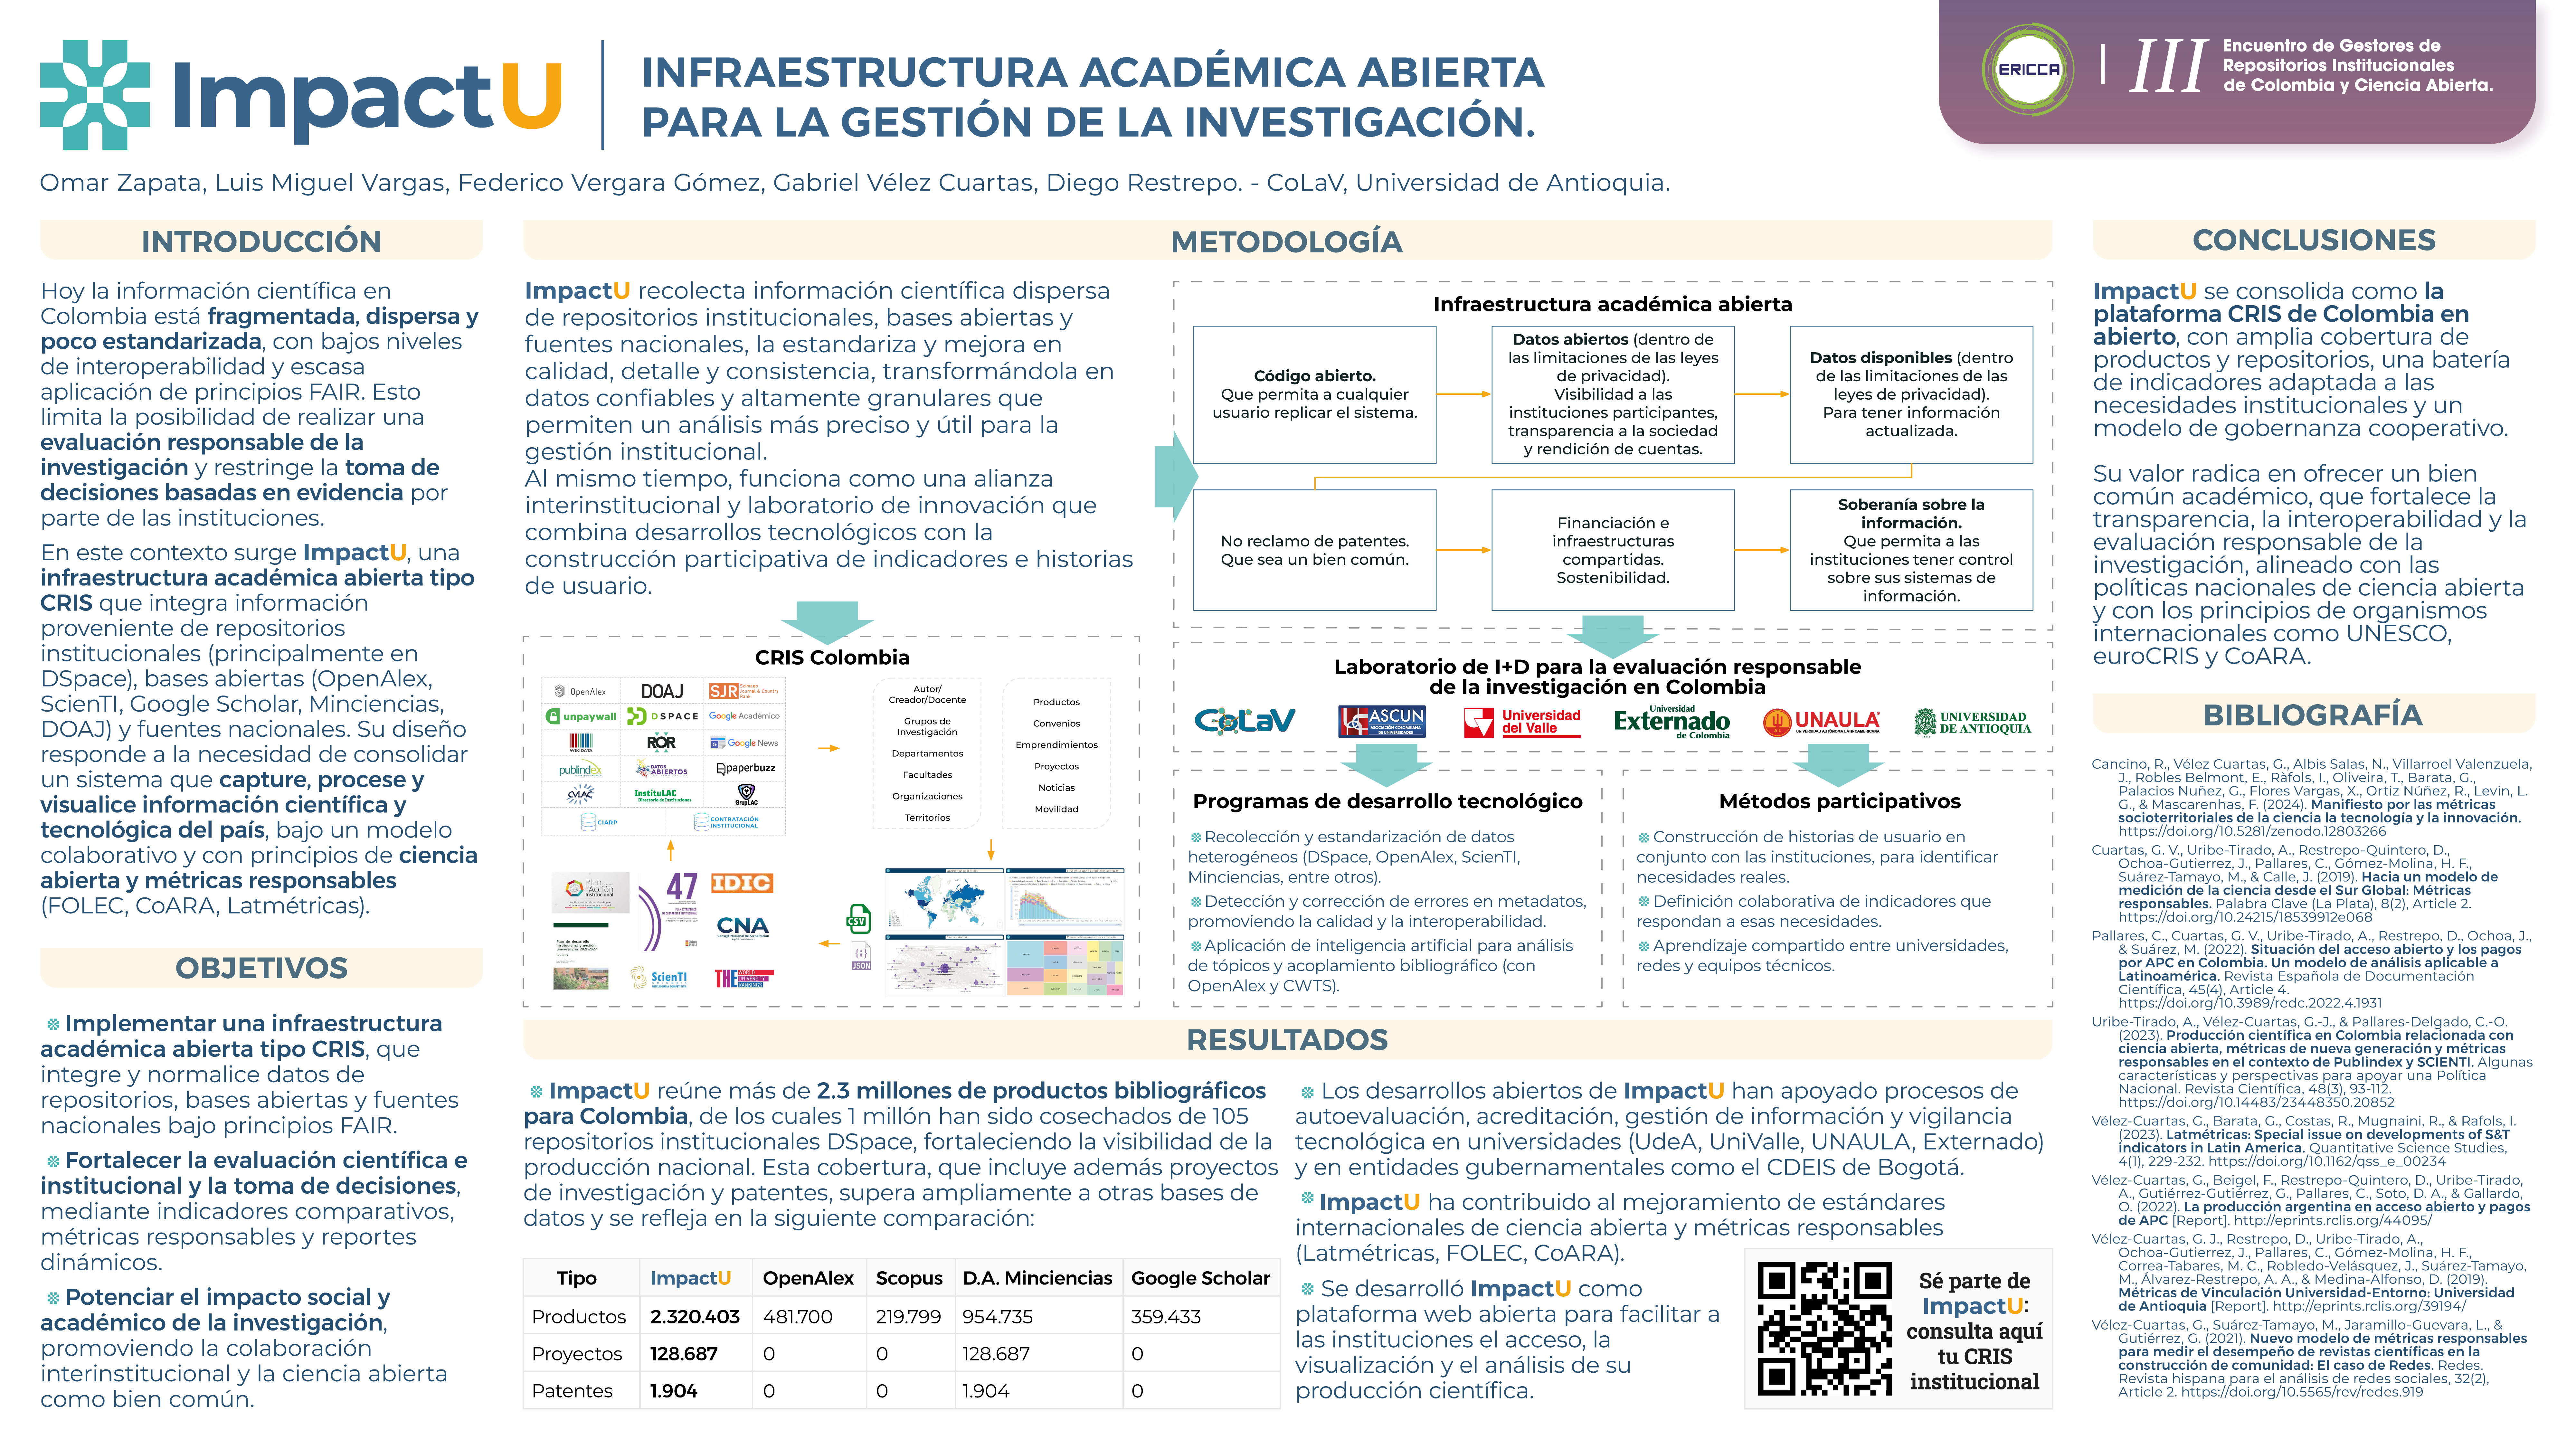 ImpactU
INFRAESTRUCTURA ACADÉMICA ABIERTA
PARA LA GESTIÓN DE LA INVESTIGACIÓN.
ERICCA
III
Encuentro de Gestores de
Repositorios Institucionales
de Colombia y Ciencia Abierta.
Omar Zapata, Luis Miguel Vargas, Federico Vergara Gómez, Gabriel Vélez Cuartas, Diego Restrepo. - CoLaV, Universidad de Antioquia.
INTRODUCCIÓN
Hoy la información científica en
Colombia está fragmentada, dispersa y
poco estandarizada, con bajos niveles
de interoperabilidad y escasa
aplicación de principios FAIR. Esto
limita la posibilidad de realizar una
evaluación responsable de la
investigación y restringe la toma de
decisiones basadas en evidencia por
parte de las instituciones.
En este contexto surge ImpactU, una
infraestructura académica abierta tipo
CRIS que integra información
proveniente de repositorios
institucionales (principalmente en
DSpace), bases abiertas (OpenAlex,
ScienTI, Google Scholar, Minciencias,
DOAJ) y fuentes nacionales. Su diseño
responde a la necesidad de consolidar
un sistema que capture, procese y
visualice información científica y
tecnológica del país, bajo un modelo
colaborativo y con principios de ciencia
abierta y métricas responsables
(FOLEC, CoARA, Latmétricas).
OBJETIVOS
Implementar una infraestructura
académica abierta tipo CRIS, que
integre y normalice datos de
repositorios, bases abiertas y fuentes
nacionales bajo principios FAIR.
Fortalecer la evaluación científica e
institucional y la toma de decisiones,
mediante indicadores comparativos,
métricas responsables y reportes
dinámicos.
Potenciar el impacto social y
académico de la investigación,
promoviendo la colaboración
interinstitucional y la ciencia abierta
como bien común.
METODOLOGÍA
ImpactU recolecta información científica dispersa
de repositorios institucionales, bases abiertas y
fuentes nacionales, la estandariza y mejora en
calidad, detalle y consistencia, transformándola en
datos confiables y altamente granulares que
permiten un análisis más preciso y útil para la
gestión institucional.
Al mismo tiempo, funciona como una alianza
interinstitucional y laboratorio de innovación que
combina desarrollos tecnológicos con la
construcción participativa de indicadores e historias
de usuario.
CRIS Colombia
OpenAlex
DOAJ
SJR
unpaywall
DSPACE
Google Académico
WIKIDATA
ROR
Google News
publindex
DATOS ABIERTOS
paperbuzz
CVLAC
InstituLAC
GrupLAC
CIARP
CONTRATACIÓN
INSTITUCIONAL
Autor/
Creador/Docente
Grupos de
Investigación
Departamentos
Facultades
Organizaciones
Territorios
Productos
Convenios
Emprendimientos
Proyectos
Noticias
Movilidad
Plan de Acción Institucional
47
IDIC
CNA
ScienTI
THE WORLD UNIVERSITY RANKINGS
CSV
JSON
Infraestructura académica abierta
Código abierto.
Que permita a cualquier
usuario replicar el sistema.
Datos abiertos (dentro de
las limitaciones de las leyes
de privacidad).
Visibilidad a las
instituciones participantes,
transparencia a la sociedad
y rendición de cuentas.
Datos disponibles (dentro
de las limitaciones de las
leyes de privacidad).
Para tener información
actualizada.
No reclamo de patentes.
Que sea un bien común.
Financiación e
infraestructuras
compartidas.
Sostenibilidad.
Soberanía sobre la
información.
Que permita a las
instituciones tener control
sobre sus sistemas de
información.
Laboratorio de I+D para la evaluación responsable
de la investigación en Colombia
CoLaV
ASCUN
ASOCIACIÓN COLOMBIANA
DE UNIVERSIDADES
Universidad
del Valle
Universidad
Externado
de Colombia
UNAULA
UNIVERSIDAD AUTÓNOMA LATINOAMERICANA
UNIVERSIDAD
DE ANTIOQUIA
Programas de desarrollo tecnológico
Recolección y estandarización de datos
heterogéneos (DSpace, OpenAlex, ScienTI,
Minciencias, entre otros).
Detección y corrección de errores en metadatos,
promoviendo la calidad y la interoperabilidad.
Aplicación de inteligencia artificial para análisis
de tópicos y acoplamiento bibliográfico (con
OpenAlex y CWTS).
Métodos participativos
Construcción de historias de usuario en
conjunto con las instituciones, para identificar
necesidades reales.
Definición colaborativa de indicadores que
respondan a esas necesidades.
Aprendizaje compartido entre universidades,
redes y equipos técnicos.
RESULTADOS
ImpactU reúne más de 2.3 millones de productos bibliográficos
para Colombia, de los cuales 1 millón han sido cosechados de 105
repositorios institucionales DSpace, fortaleciendo la visibilidad de la
producción nacional. Esta cobertura, que incluye además proyectos
de investigación y patentes, supera ampliamente a otras bases de
datos y se refleja en la siguiente comparación:
Tipo ImpactU OpenAlex Scopus D.A. Minciencias Google Scholar
Productos 2.320.403 481.700 219.799 954.735 359.433
Proyectos 128.687 0 0 128.687 0
Patentes 1.904 0 0 1.904 0
Los desarrollos abiertos de ImpactU han apoyado procesos de
autoevaluación, acreditación, gestión de información y vigilancia
tecnológica en universidades (UdeA, UniValle, UNAULA, Externado)
y en entidades gubernamentales como el CDEIS de Bogotá.
ImpactU ha contribuido al mejoramiento de estándares
internacionales de ciencia abierta y métricas responsables
(Latmétricas, FOLEC, CoARA).
Se desarrolló ImpactU como
plataforma web abierta para facilitar a
las instituciones el acceso, la
visualización y el análisis de su
producción científica.
Sé parte de
ImpactU:
consulta aquí
tu CRIS
institucional
CONCLUSIONES
ImpactU se consolida como la
plataforma CRIS de Colombia en
abierto, con amplia cobertura de
productos y repositorios, una batería
de indicadores adaptada a las
necesidades institucionales y un
modelo de gobernanza cooperativo.
Su valor radica en ofrecer un bien
común académico, que fortalece la
transparencia, la interoperabilidad y la
evaluación responsable de la
investigación, alineado con las
políticas nacionales de ciencia abierta
y con los principios de organismos
internacionales como UNESCO,
euroCRIS y CoARA.
BIBLIOGRAFÍA
Cancino, R., Vélez Cuartas, G., Albis Salas, N., Villarroel Valenzuela,
J., Robles Belmont, E., Ràfols, I., Oliveira, T., Barata, G.,
Palacios Nuñez, G., Flores Vargas, X., Ortiz Núñez, R., Levin, L.
G., & Mascarenhas, F. (2024). Manifiesto por las métricas
socioterritoriales de la ciencia la tecnología y la innovación.
https://doi.org/10.5281/zenodo.12803266
Cuartas, G. V., Uribe-Tirado, A., Restrepo-Quintero, D.,
Ochoa-Gutierrez, J., Pallares, C., Gómez-Molina, H. F.,
Suárez-Tamayo, M., & Calle, J. (2019). Hacia un modelo de
medición de la ciencia desde el Sur Global: Métricas
responsables. Palabra Clave (La Plata), 8(2), Article 2.
https://doi.org/10.24215/18539912e068
Pallares, C., Cuartas, G. V., Uribe-Tirado, A., Restrepo, D., Ochoa, J.,
& Suárez, M. (2022). Situación del acceso abierto y los pagos
por APC en Colombia. Un modelo de análisis aplicable a
Latinoamérica. Revista Española de Documentación
Científica, 45(4), Article 4.
https://doi.org/10.3989/redc.2022.4.1931
Uribe-Tirado, A., Vélez-Cuartas, G.-J., & Pallares-Delgado, C.-O.
(2023). Producción científica en Colombia relacionada con
ciencia abierta, métricas de nueva generación y métricas
responsables en el contexto de Publindex y SCIENTI. Algunas
características y perspectivas para apoyar una Política
Nacional. Revista Científica, 48(3), 93-112.
https://doi.org/10.14483/23448350.20852
Vélez-Cuartas, G., Barata, G., Costas, R., Mugnaini, R., & Rafols, I.
(2023). Latmétricas: Special issue on developments of S&T
indicators in Latin America. Quantitative Science Studies,
4(1), 229-232. https://doi.org/10.1162/qss_e_00234
Vélez-Cuartas, G., Beigel, F., Restrepo-Quintero, D., Uribe-Tirado,
A., Gutiérrez-Gutiérrez, G., Pallares, C., Soto, D. A., & Gallardo,
O. (2022). La producción argentina en acceso abierto y pagos
de APC [Report]. http://eprints.rclis.org/44095/
Vélez-Cuartas, G. J., Restrepo, D., Uribe-Tirado, A.,
Ochoa-Gutierrez, J., Pallares, C., Gómez-Molina, H. F.,
Correa-Tabares, M. C., Robledo-Velásquez, J., Suárez-Tamayo,
M., Álvarez-Restrepo, A. A., & Medina-Alfonso, D. (2019).
Métricas de Vinculación Universidad-Entorno: Universidad
de Antioquia [Report]. http://eprints.rclis.org/39194/
Vélez-Cuartas, G., Suárez-Tamayo, M., Jaramillo-Guevara, L., &
Gutiérrez, G. (2021). Nuevo modelo de métricas responsables
para medir el desempeño de revistas científicas en la
construcción de comunidad: El caso de Redes. Redes.
Revista hispana para el análisis de redes sociales, 32(2),
Article 2. https://doi.org/10.5565/rev/redes.919